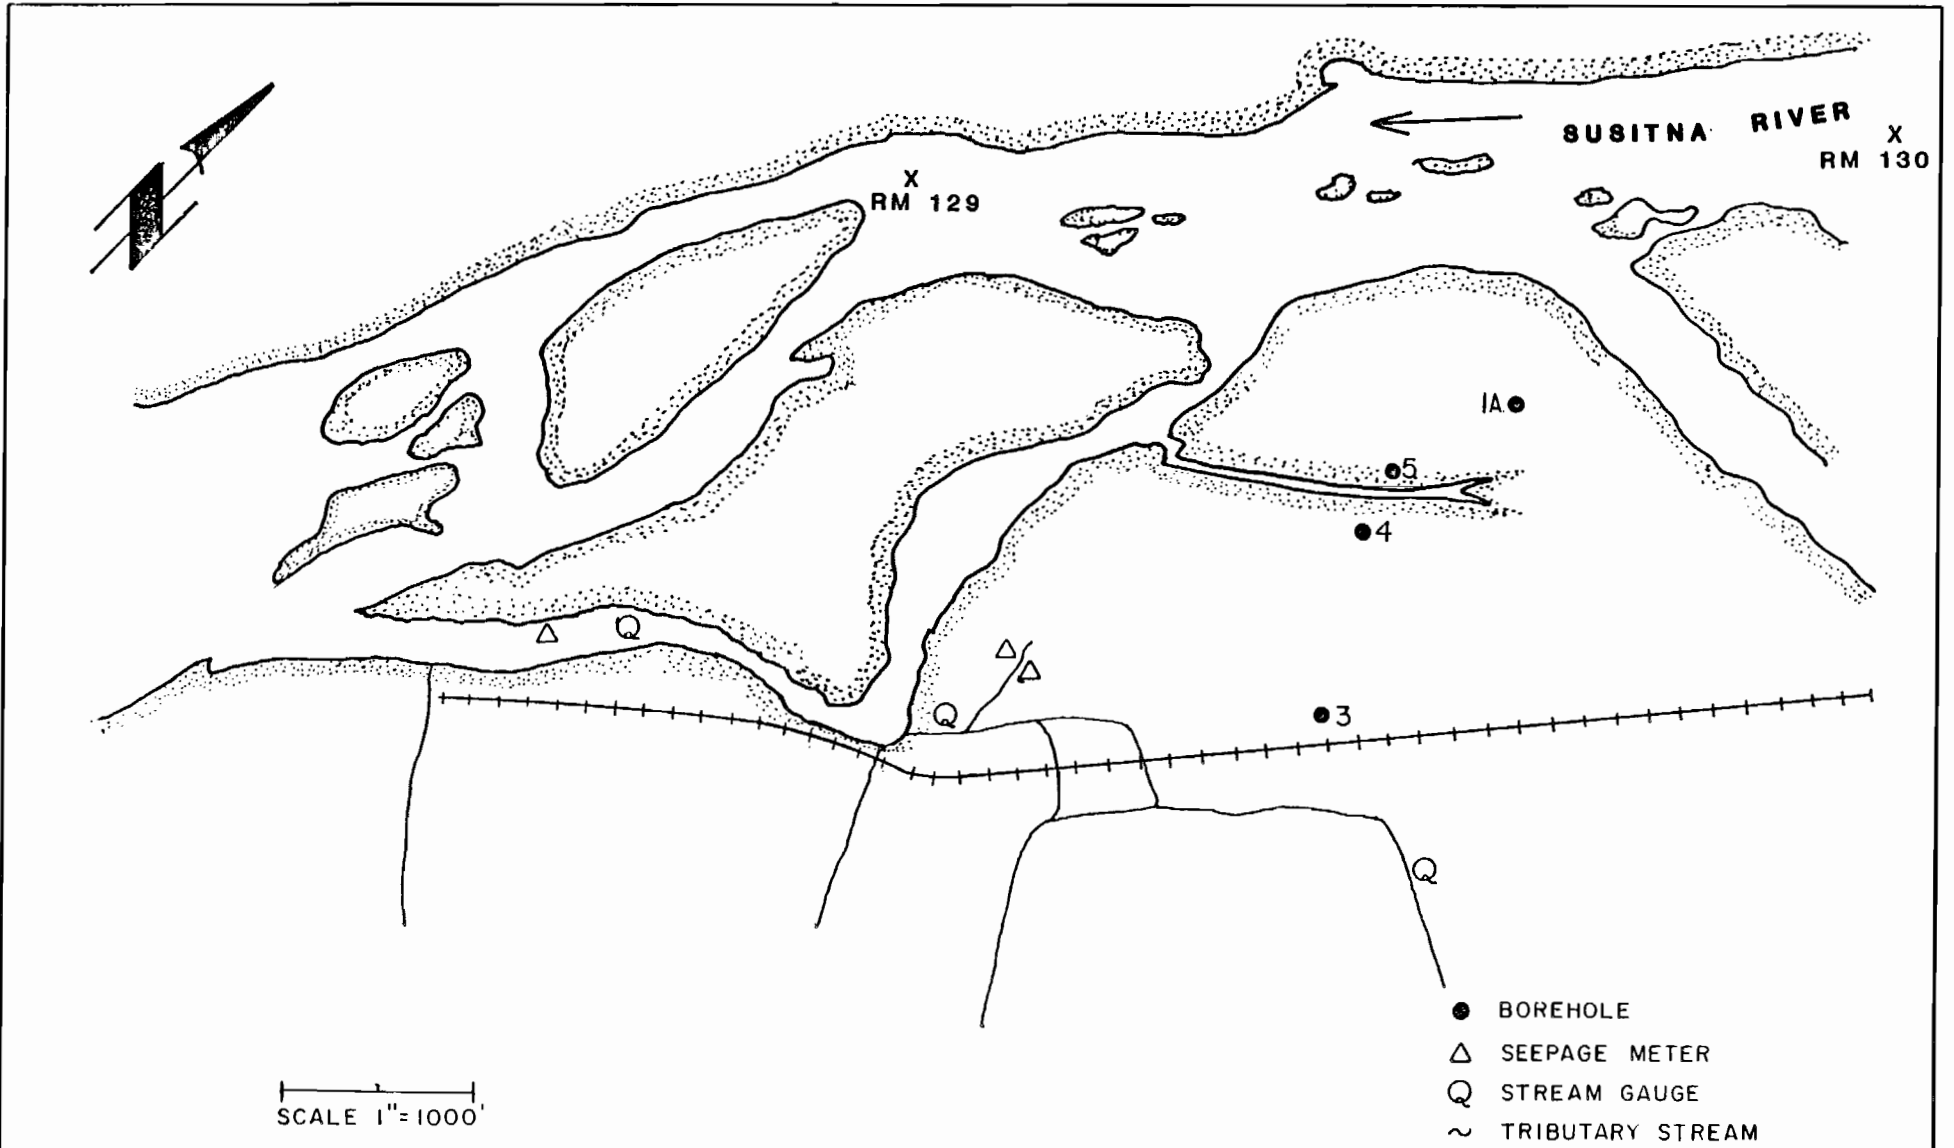 SUSITNA RIVER
X
RM 130
X
RM 129
1A
5
4
Q
Q
3
Q
BOREHOLE
SEEPAGE METER
Q STREAM GAUGE
TRIBUTARY STREAM
SCALE 1"=1000'